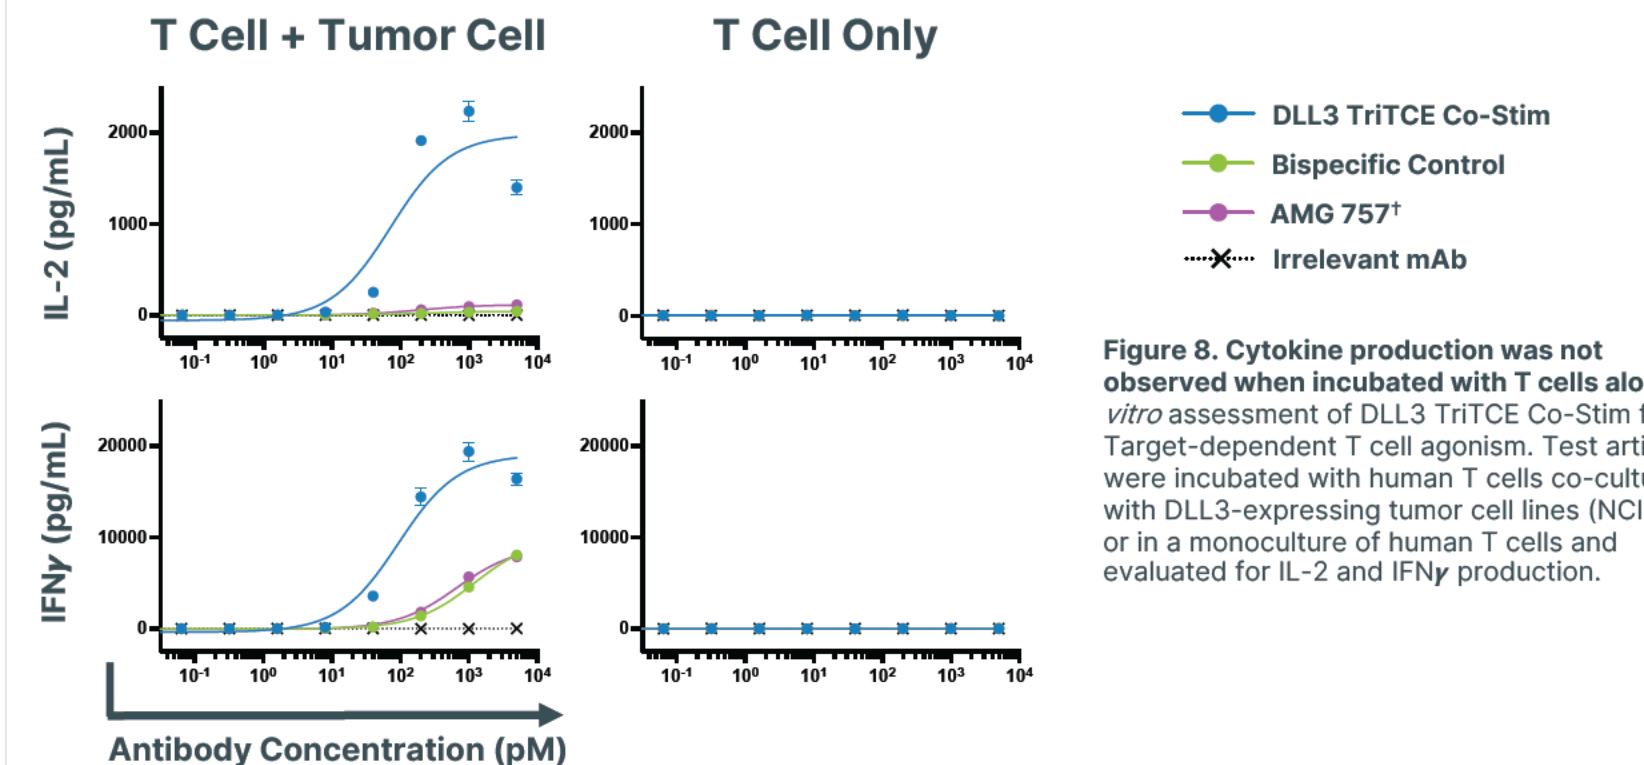 T Cell + Tumor Cell
T Cell Only
IL-2 (pg/mL)
2000
1000
0
10⁻¹ 10⁰ 10¹ 10² 10³ 10⁴
2000
1000
0
10⁻¹ 10⁰ 10¹ 10² 10³ 10⁴
IFNγ (pg/mL)
20000
10000
0
10⁻¹ 10⁰ 10¹ 10² 10³ 10⁴
20000
10000
0
10⁻¹ 10⁰ 10¹ 10² 10³ 10⁴
Antibody Concentration (pM)
DLL3 TriTCE Co-Stim
Bispecific Control
AMG 757†
Irrelevant mAb
Figure 8. Cytokine production was not
observed when incubated with T cells alo
vitro assessment of DLL3 TriTCE Co-Stim f
Target-dependent T cell agonism. Test arti
were incubated with human T cells co-cult
with DLL3-expressing tumor cell lines (NCI
or in a monoculture of human T cells and
evaluated for IL-2 and IFNγ production.